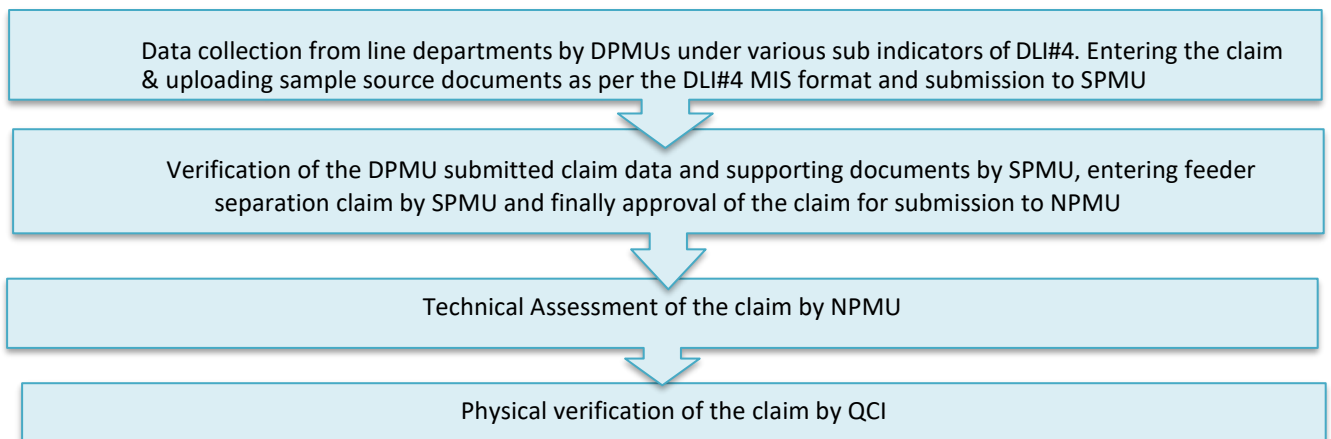 Data collection from line departments by DPMUs under various sub indicators of DLI#4. Entering the claim
& uploading sample source documents as per the DLI#4 MIS format and submission to SPMU
Verification of the DPMU submitted claim data and supporting documents by SPMU, entering feeder
separation claim by SPMU and finally approval of the claim for submission to NPMU
Technical Assessment of the claim by NPMU
Physical verification of the claim by QCI